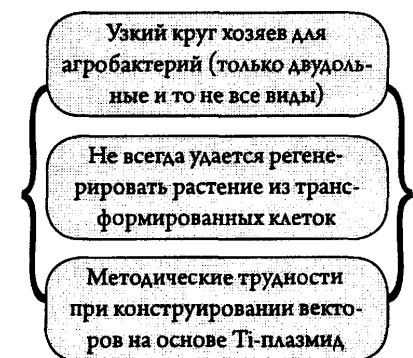 Узкий круг хозяев для
агробактерий (только двудоль-
ные и то не все виды)
Не всегда удается регене-
рировать растение из транс-
формированных клеток
Методические трудности
при конструировании векто-
ров на основе Ti-плазмид